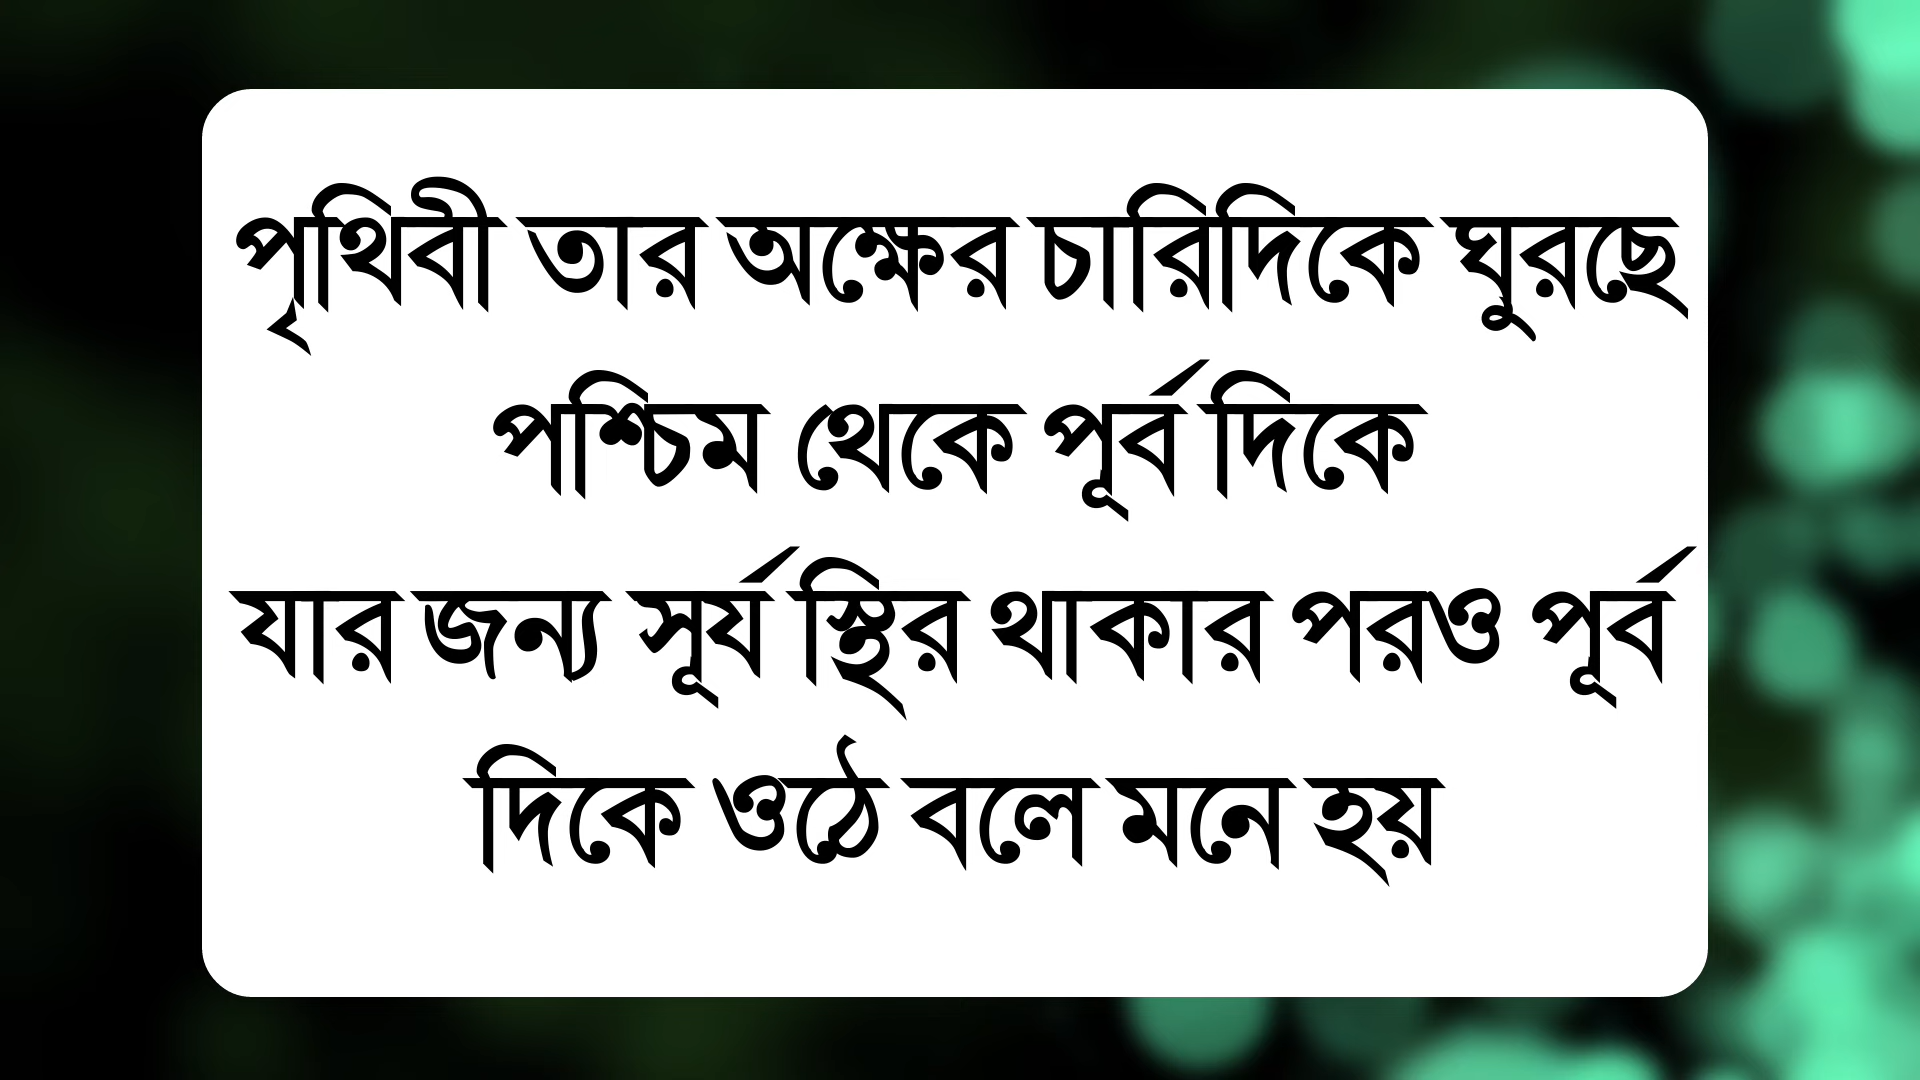 পৃথিবী তার অক্ষের চারিদিকে ঘুরছে
পশ্চিম থেকে পূর্ব দিকে
যার জন্য সূর্য স্থির থাকার পরও পূর্ব
দিকে ওঠে বলে মনে হয়